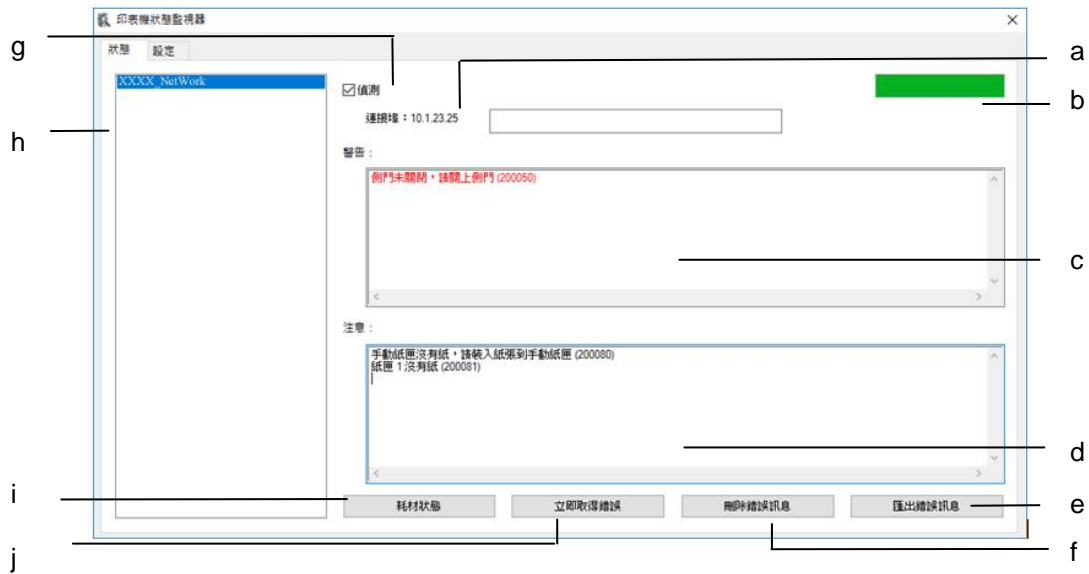 印表機狀態監視器
狀態 設定
g
a
b
h
XXXX_NetWork
偵測
連接埠：10.1.23.25
警告：
側門未關閉，請關上側門 (200050)
c
注意：
手動紙匣沒有紙，請裝入紙張到手動紙匣 (200080)
紙匣 1 沒有紙 (200081)
d
i
耗材狀態 立即取得錯誤 刪除錯誤訊息 匯出錯誤訊息
e
j
f